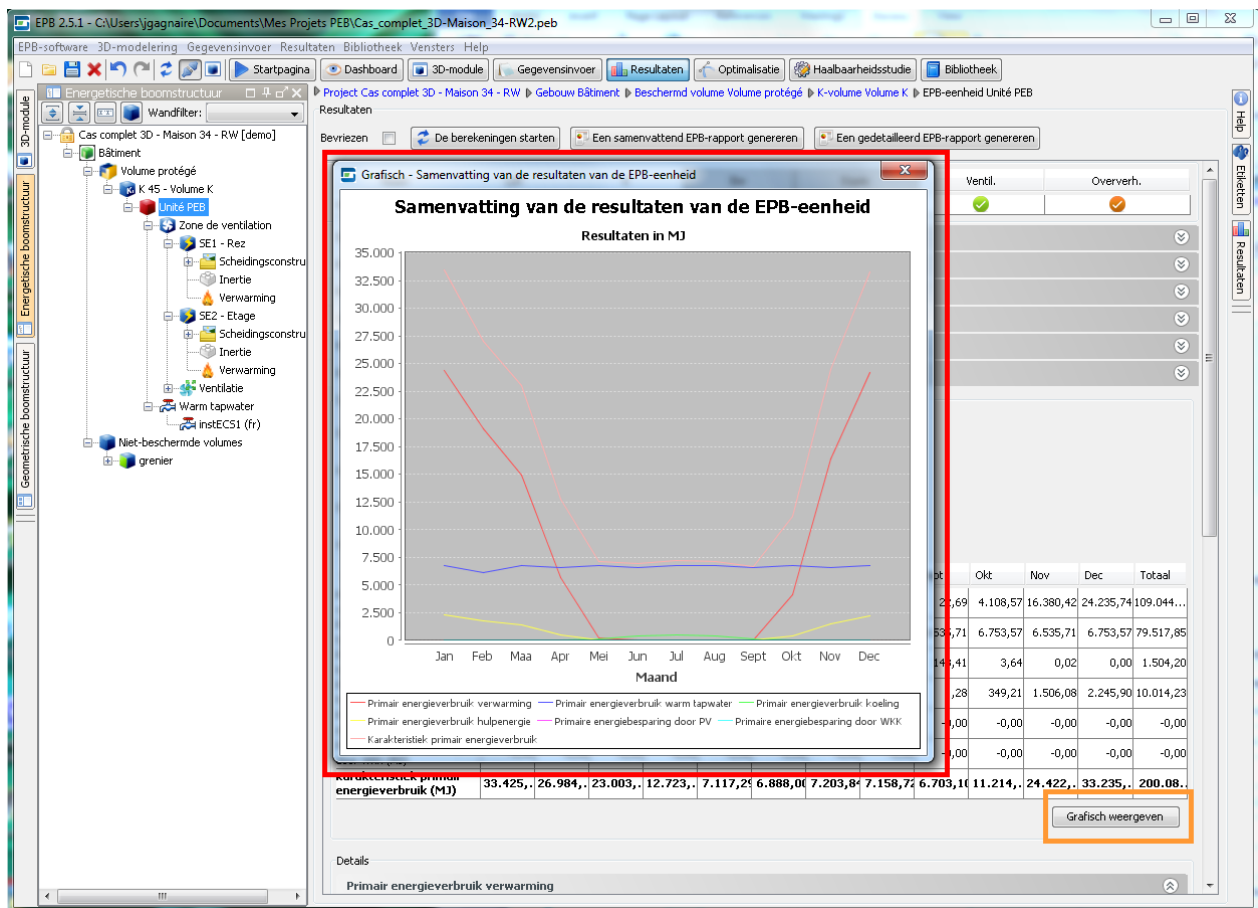 EPB 2.5.1 - C:\Users\jgagnaire\Documents\Mes Projets PEB\Cas_complet_3D-Maison_34-RW2.peb
EPB-software 3D-modelering Gegevensinvoer Resultaten Bibliotheek Vensters Help
Startpagina Dashboard 3D-module Gegevensinvoer Resultaten Optimalisatie Haalbaarheidsstudie Bibliotheek
Energetische boomstructuur
Project Cas complet 3D - Maison 34 - RW Gebouw Bâtiment Beschermd volume Volume protégé K-volume Volume K EPB-eenheid Unité PEB
Resultaten
Wandfilter:
Bevriezen De berekeningen starten Een samenvattend EPB-rapport genereren Een gedetailleerd EPB-rapport genereren
3D-module
Energetische boomstructuur
Geometrische boomstructuur
Help
Etiketten
Resultaten
Cas complet 3D - Maison 34 - RW [demo]
Bâtiment
Volume protégé
K 45 - Volume K
Unité PEB
Zone de ventilation
SE1 - Rez
Scheidingsconstru
Inertie
Verwarming
SE2 - Etage
Scheidingsconstru
Inertie
Verwarming
Ventilatie
Warm tapwater
instECS1 (fr)
Niet-beschermde volumes
grenier
Ventil. Oververh.
Grafisch - Samenvatting van de resultaten van de EPB-eenheid
Samenvatting van de resultaten van de EPB-eenheid
Resultaten in MJ
35.000
32.500
30.000
27.500
25.000
22.500
20.000
17.500
15.000
12.500
10.000
7.500
5.000
2.500
0
Jan Feb Maa Apr Mei Jun Jul Aug Sept Okt Nov Dec
Maand
Primair energieverbruik verwarming Primair energieverbruik warm tapwater Primair energieverbruik koeling
Primair energieverbruik hulpenergie Primaire energiebesparing door PV Primaire energiebesparing door WKK
Karakteristiek primair energieverbruik
Okt Nov Dec Totaal
4.108,57 16.380,42 24.235,74 109.044...
6.753,57 6.535,71 6.753,57 79.517,85
3,64 0,02 0,00 1.504,20
349,21 1.506,08 2.245,90 10.014,23
-0,00 -0,00 -0,00 -0,00
-0,00 -0,00 -0,00 -0,00
Karakteristiek primair
energieverbruik (MJ) 33.425,. 26.984,. 23.003,. 12.723,. 7.117,29 6.888,00 7.203,84 7.158,72 6.703,10 11.214,. 24.422,. 33.235,. 200.08..
Grafisch weergeven
Details
Primair energieverbruik verwarming